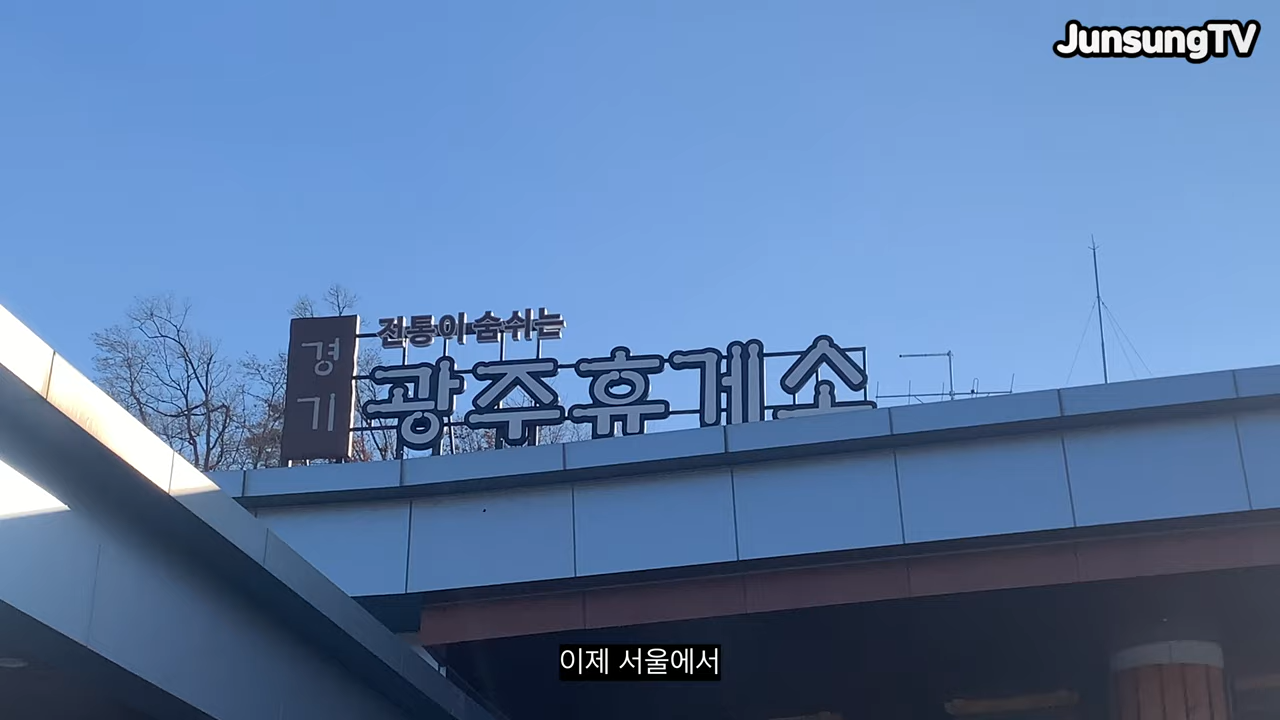 JunsungTV
경기
전통이 숨쉬는
광주휴게소
이제 서울에서